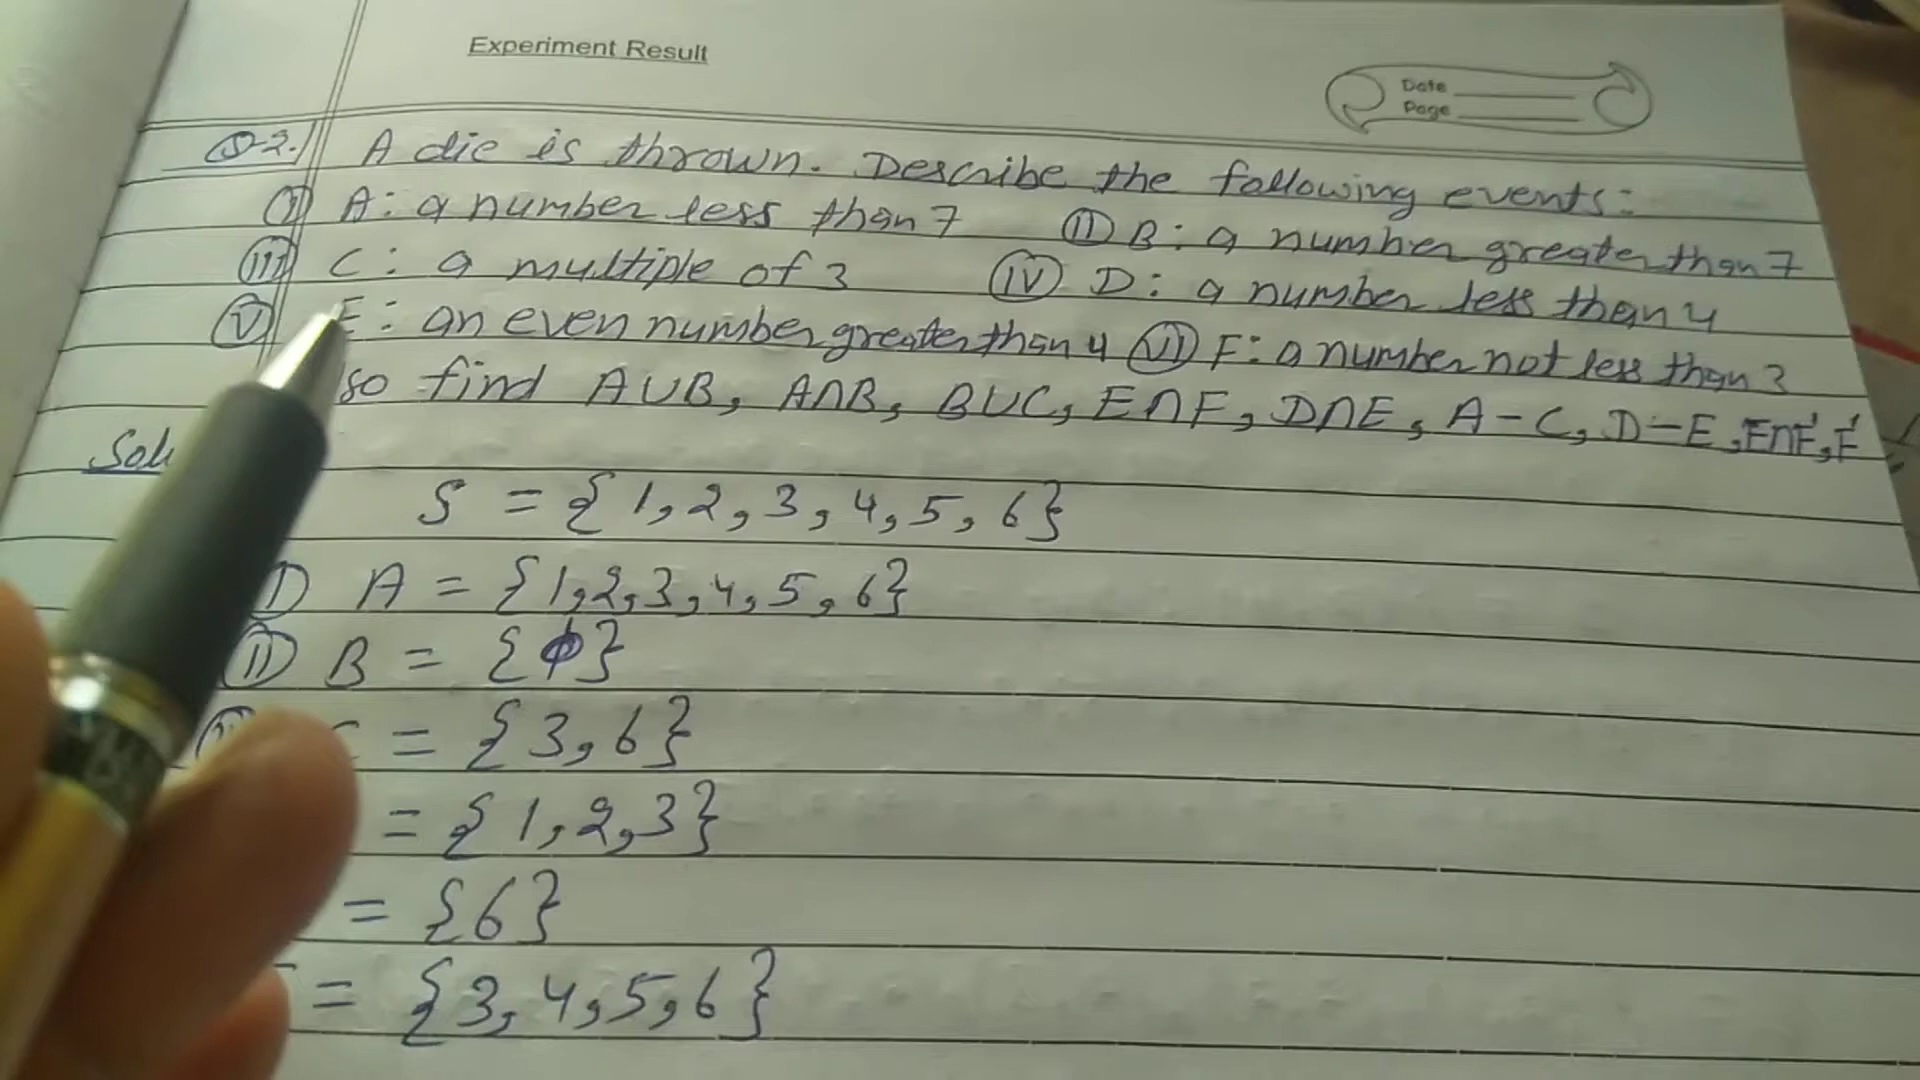 Experiment Result
Date
Page
Q-2. A die is thrown. Describe the following events:
(i) A: a number less than 7 (ii) B: a number greater than 7
(iii) C: a multiple of 3 (iv) D: a number less than 4
(v) E: an even number greater than 4 (vi) F: a number not less than 3
so find A∪B, A∩B, B∪C, E∩F, D∩E, A-C, D-E, E∩F', F'
S = {1,2,3,4,5,6}
(i) A = {1,2,3,4,5,6}
(ii) B = {ϕ}
= {3,6}
= {1,2,3}
= {6}
= {3,4,5,6}